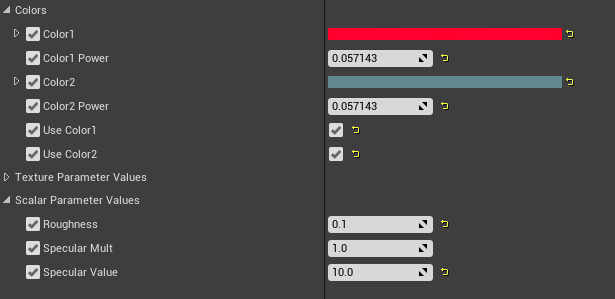 Colors
Color1
Color1 Power 0.057143
Color2
Color2 Power 0.057143
Use Color1
Use Color2
Texture Parameter Values
Scalar Parameter Values
Roughness 0.1
Specular Mult 1.0
Specular Value 10.0